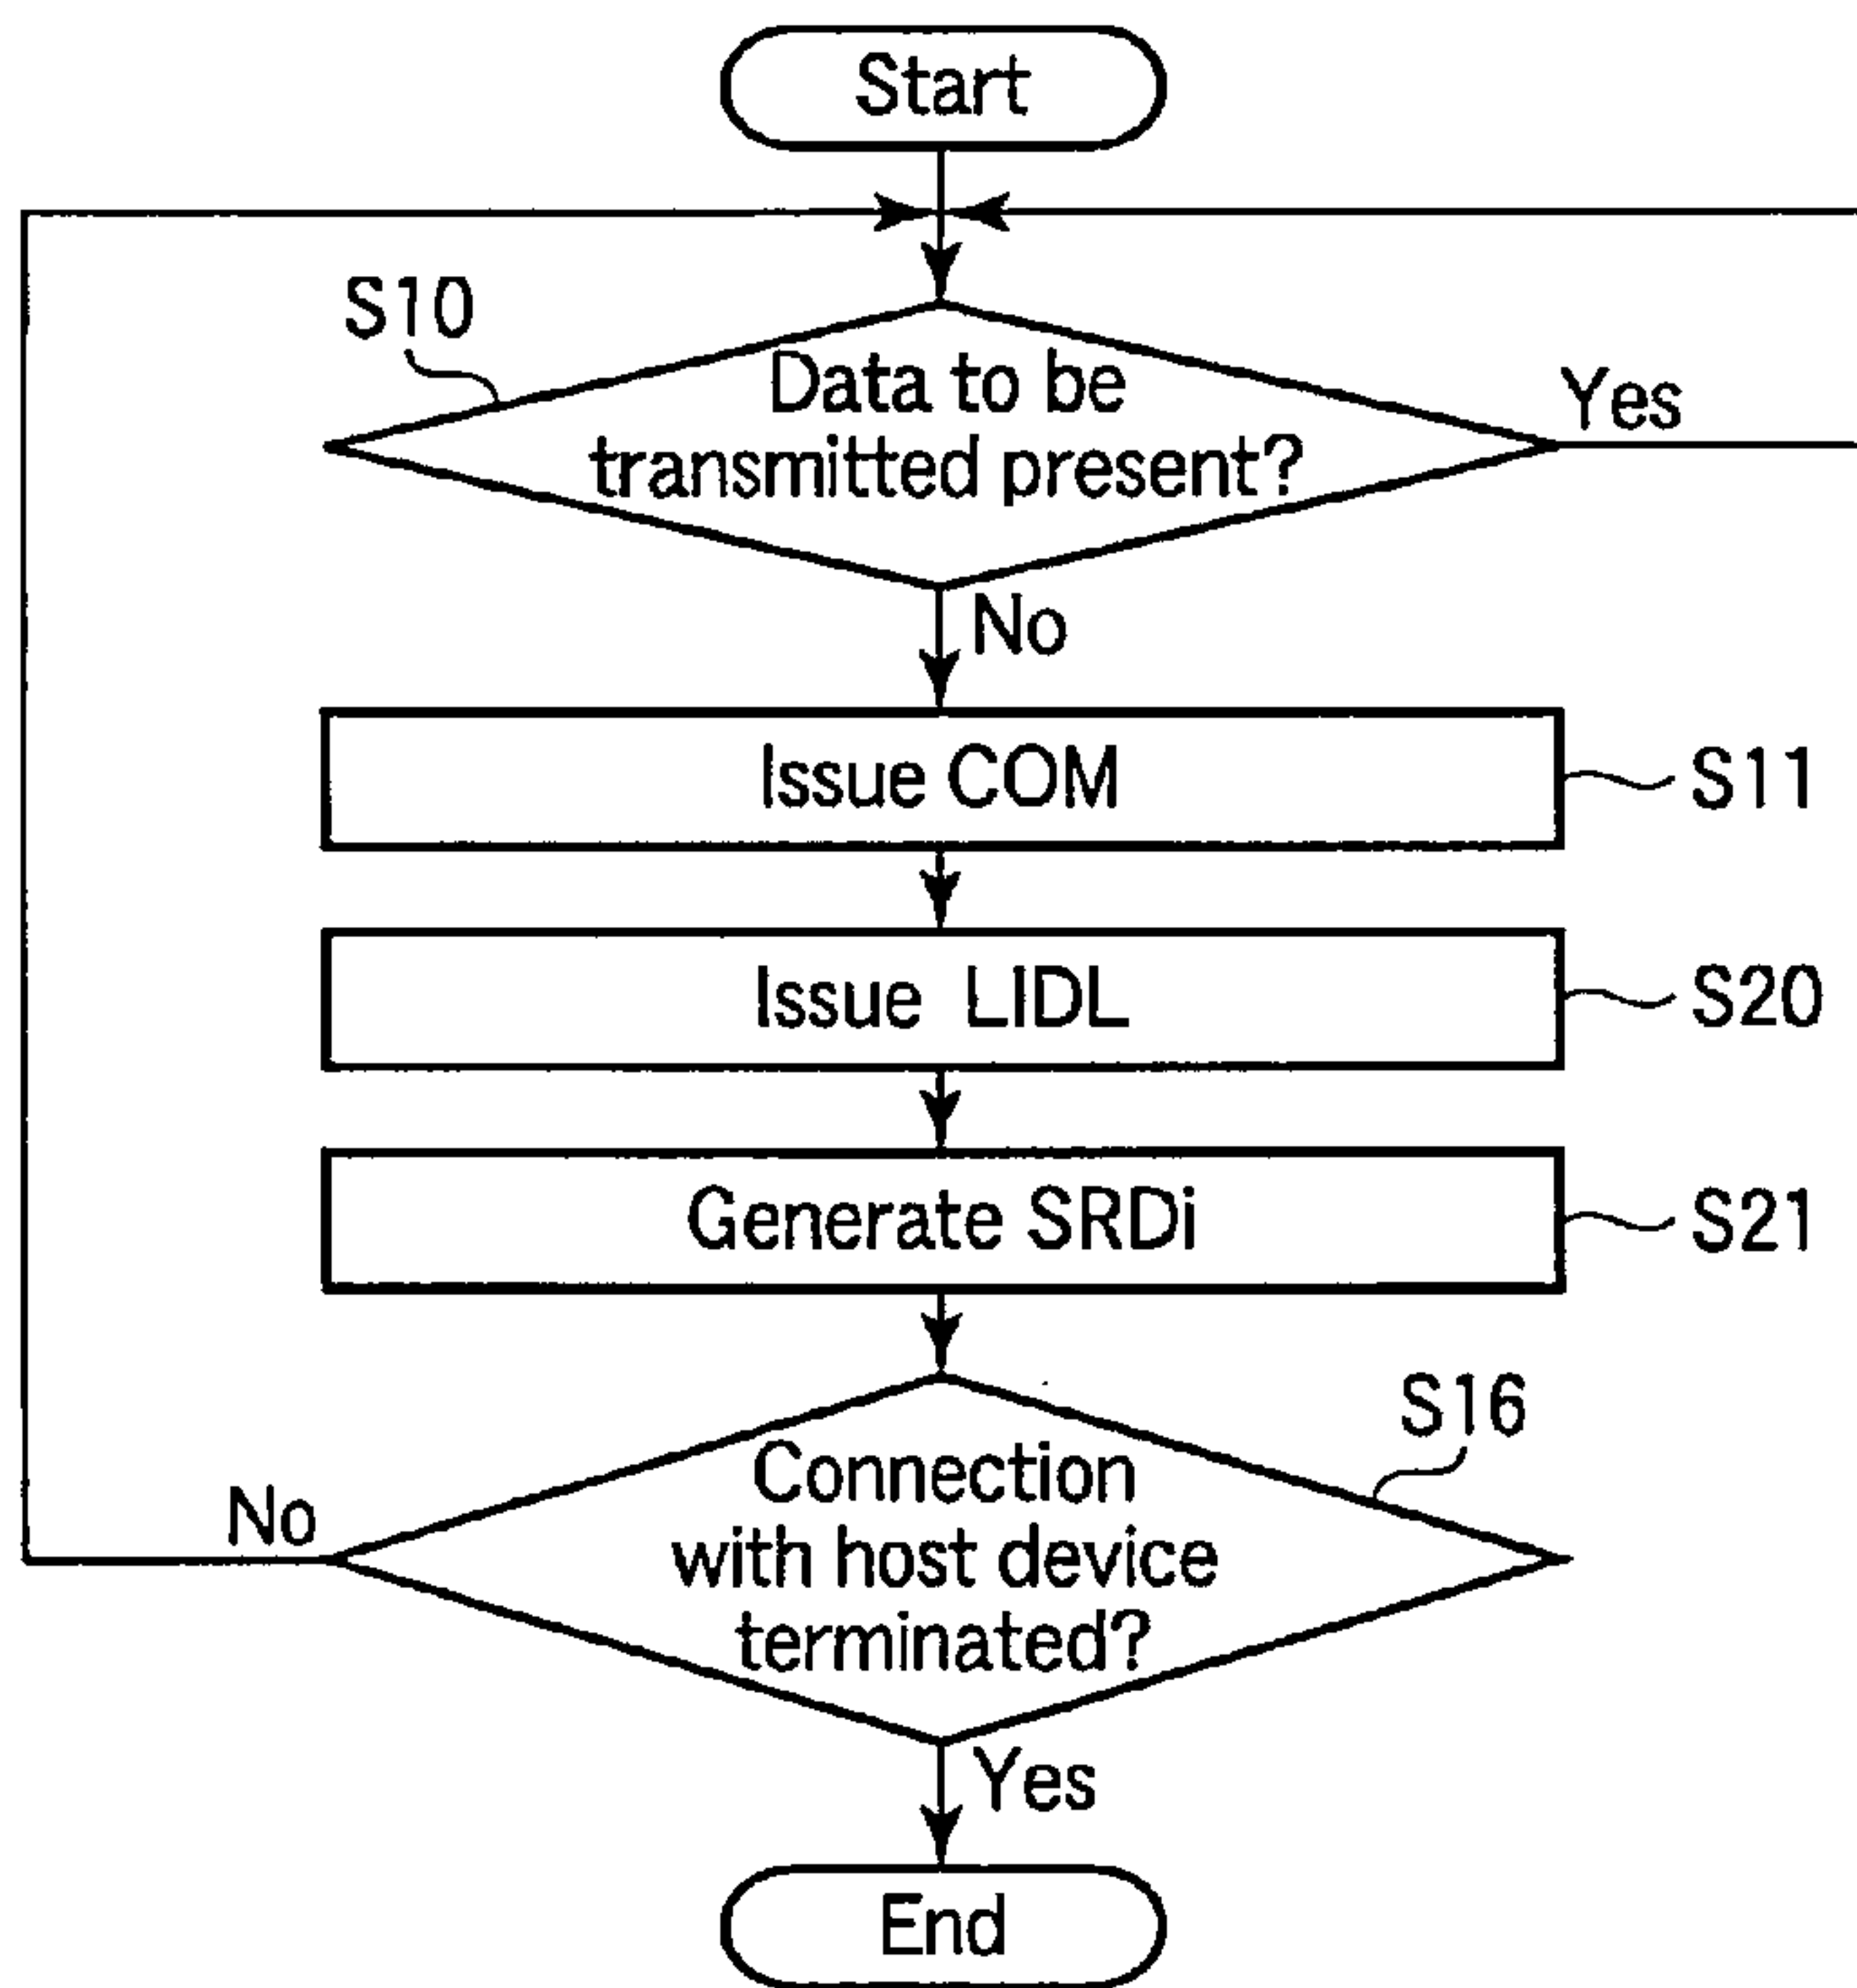 Start
S10
Data to be
transmitted present?
Yes
No
Issue COM
S11
Issue LIDL
S20
Generate SRDi
S21
S16
Connection
with host device
terminated?
No
Yes
End